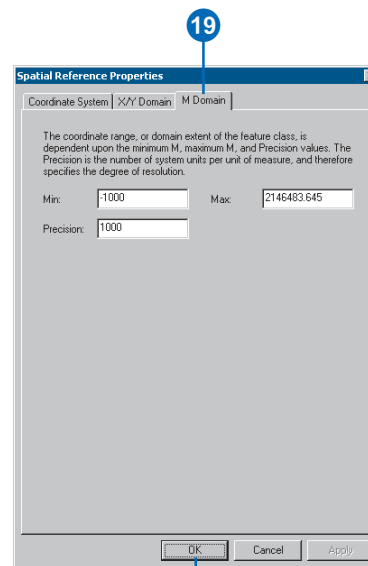 19
Spatial Reference Properties
Coordinate System X/Y Domain M Domain
The coordinate range, or domain extent of the feature class, is
dependent upon the minimum M, maximum M, and Precision values. The
Precision is the number of system units per unit of measure, and therefore
specifies the degree of resolution.
Min: -1000 Max: 2146483.645
Precision: 1000
OK Cancel Apply